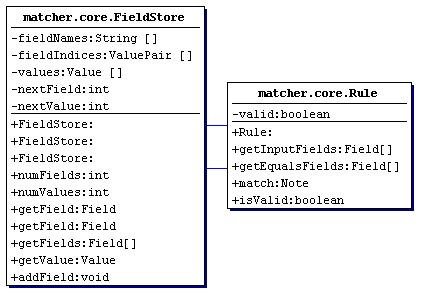 matcher.core.FieldStore
-fieldNames:String []
-fieldIndices:ValuePair []
-values:Value []
-nextField:int
-nextValue:int
+FieldStore:
+FieldStore:
+FieldStore:
+numFields:int
+numValues:int
+getField:Field
+getField:Field
+getFields:Field[]
+getValue:Value
+addField:void
matcher.core.Rule
-valid:boolean
+Rule:
+getInputFields:Field[]
+getEqualsFields:Field[]
+match:Note
+isValid:boolean